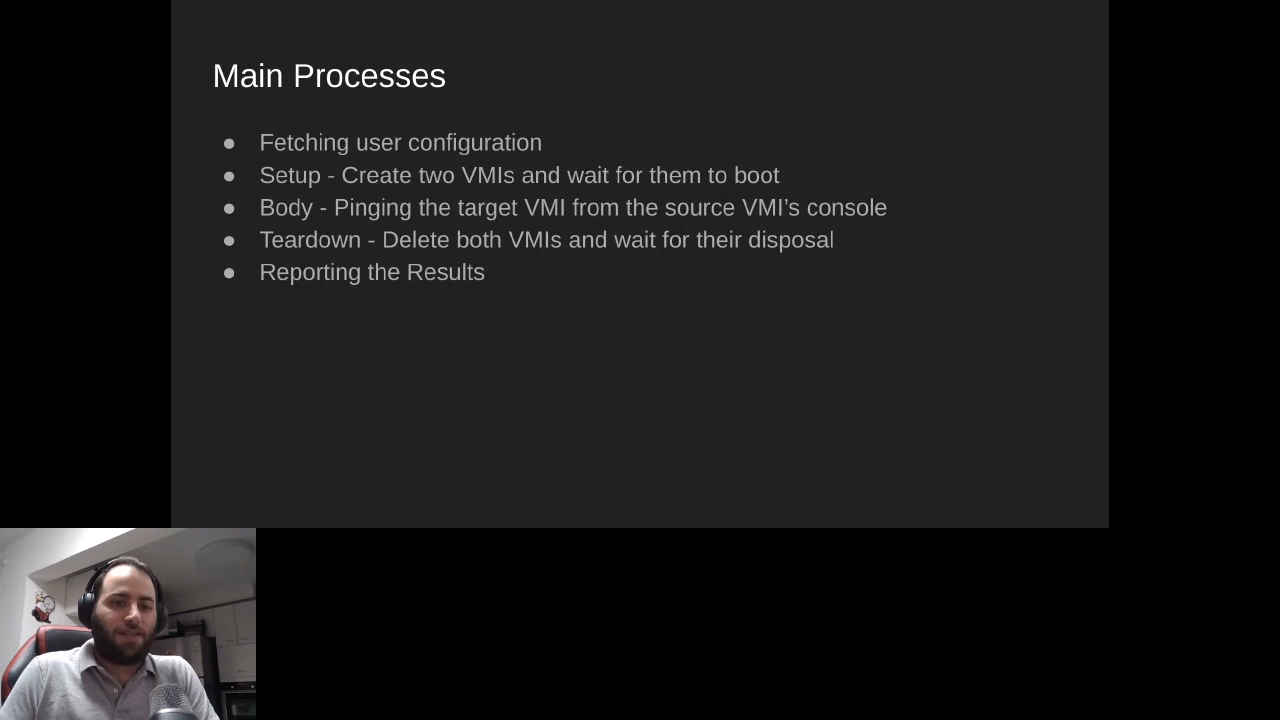 Main Processes
● Fetching user configuration
● Setup - Create two VMIs and wait for them to boot
● Body - Pinging the target VMI from the source VMI’s console
● Teardown - Delete both VMIs and wait for their disposal
● Reporting the Results